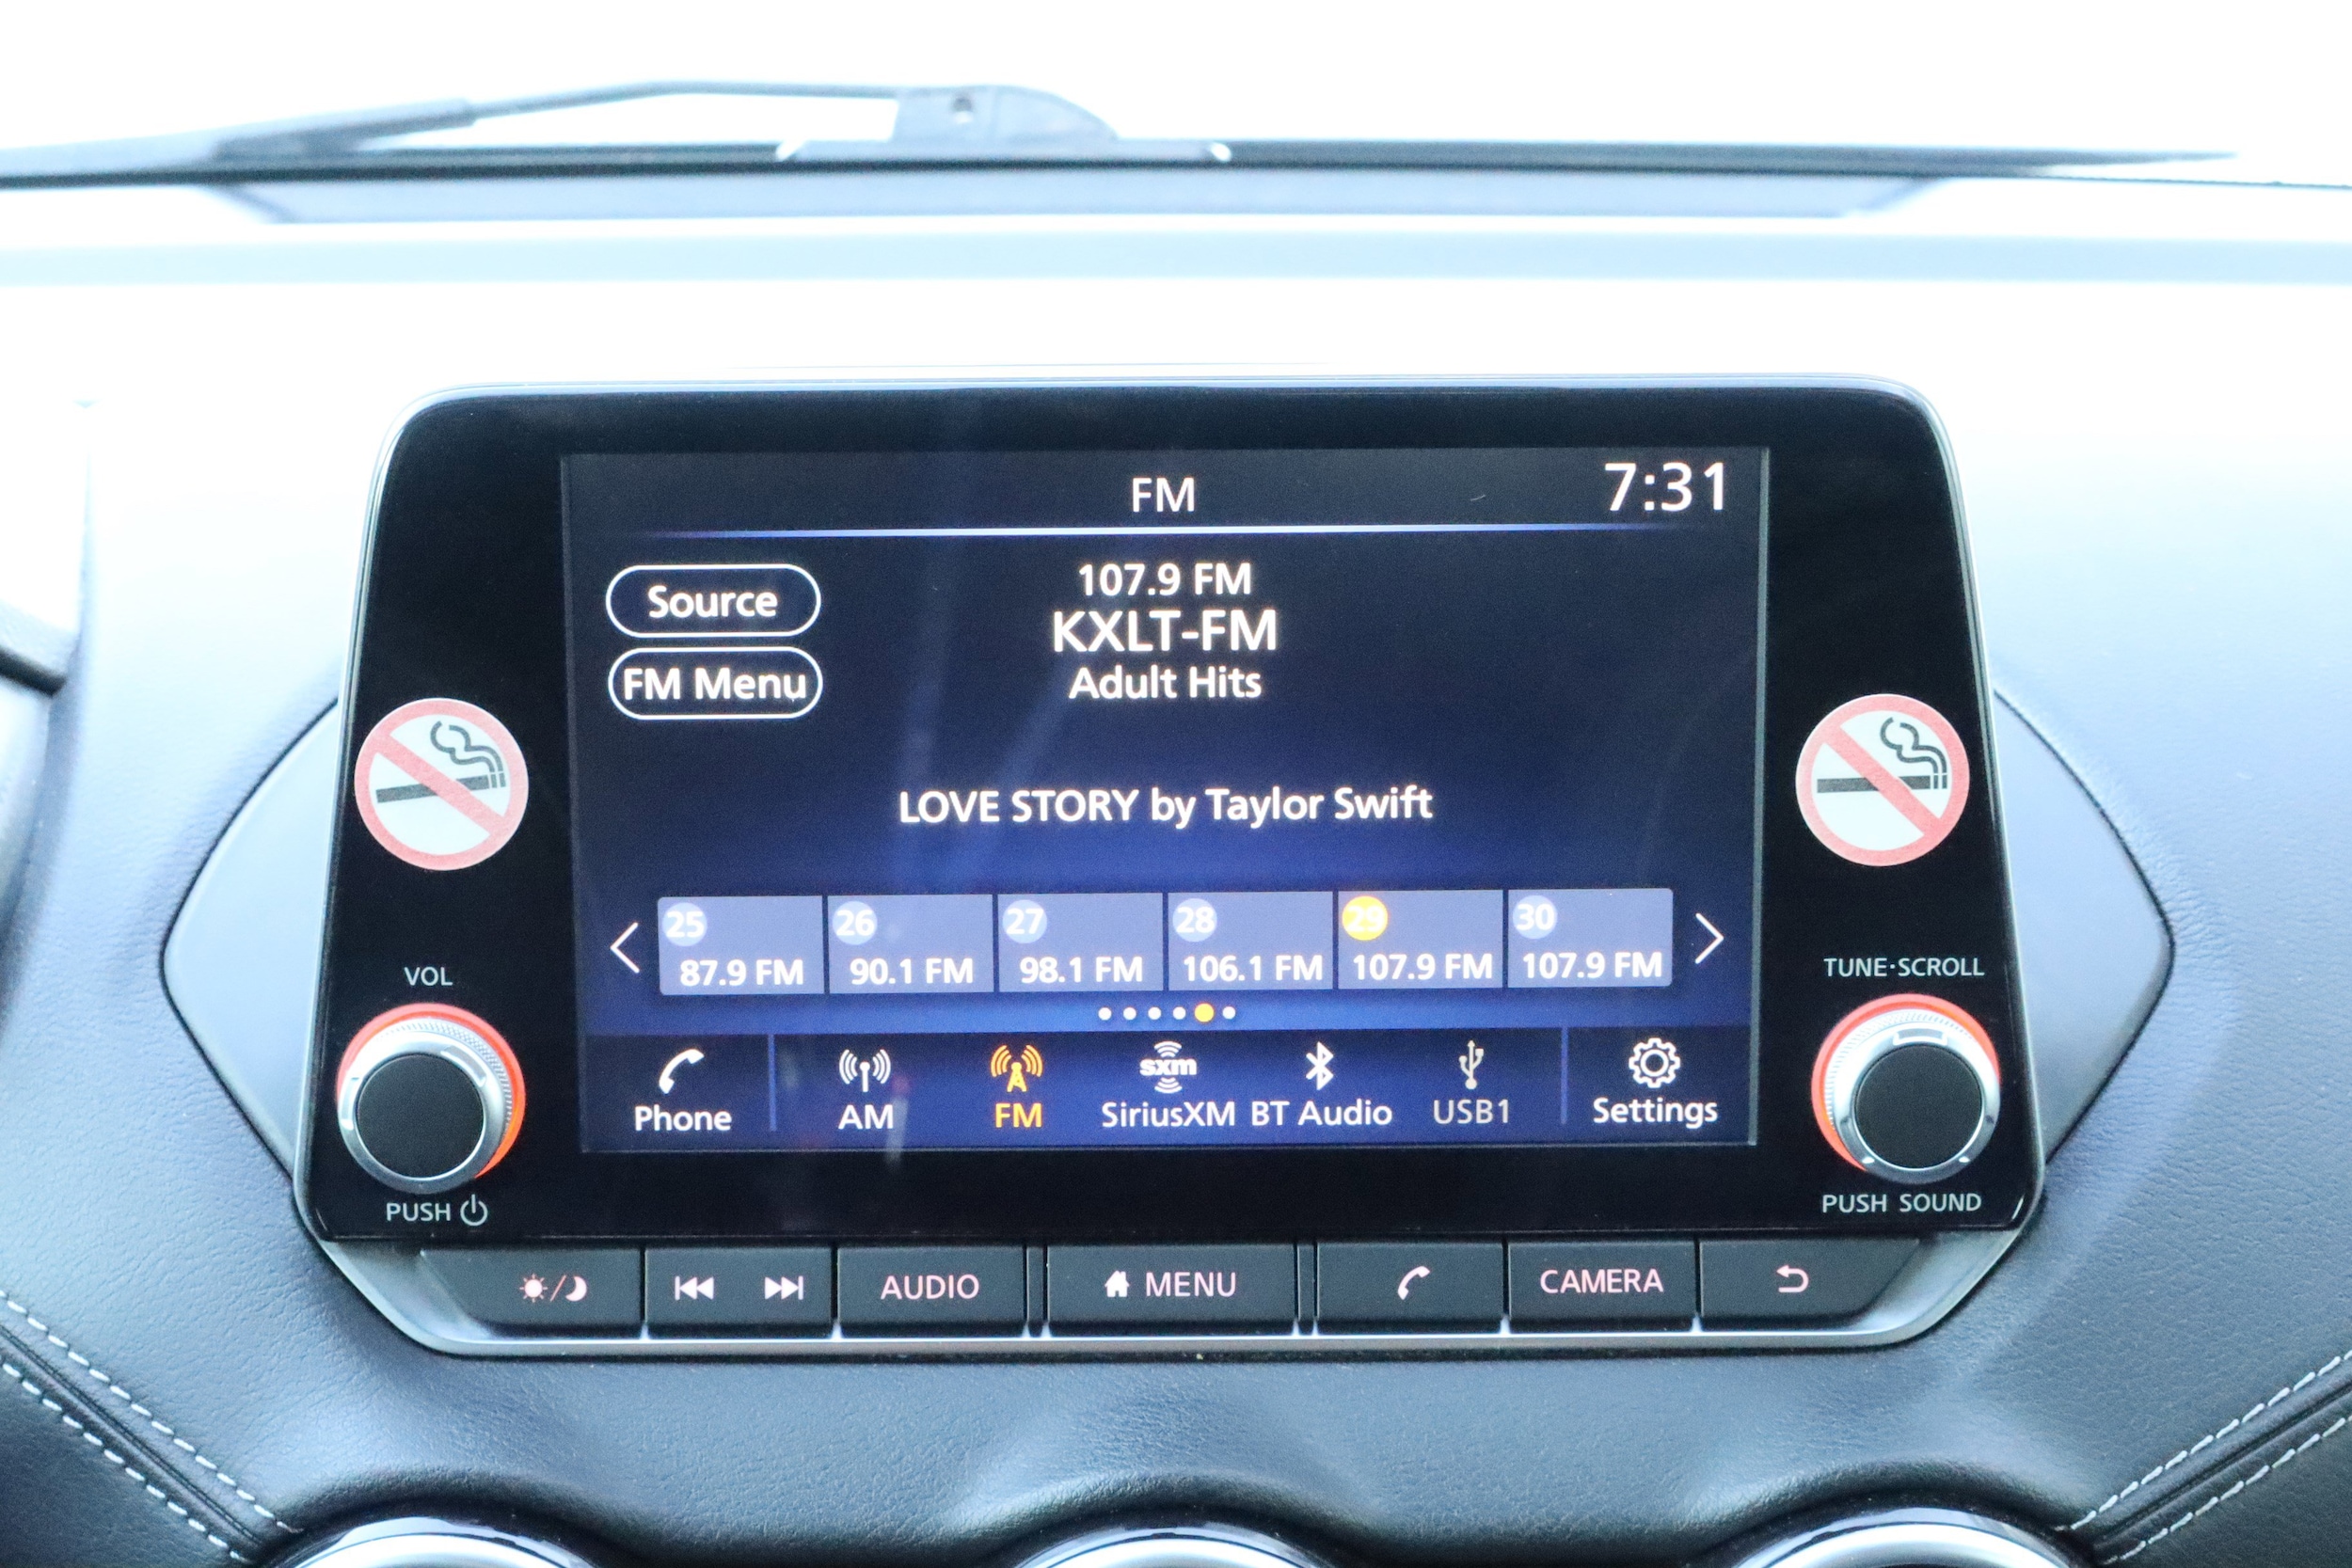 FM
7:31
Source
FM Menu
107.9 FM
KXLT-FM
Adult Hits
LOVE STORY by Taylor Swift
25
87.9 FM
26
90.1 FM
27
98.1 FM
28
106.1 FM
29
107.9 FM
30
107.9 FM
Phone
AM
FM
sxm
SiriusXM
BT Audio
USB1
Settings
VOL
PUSH
TUNE·SCROLL
PUSH SOUND
AUDIO
MENU
CAMERA